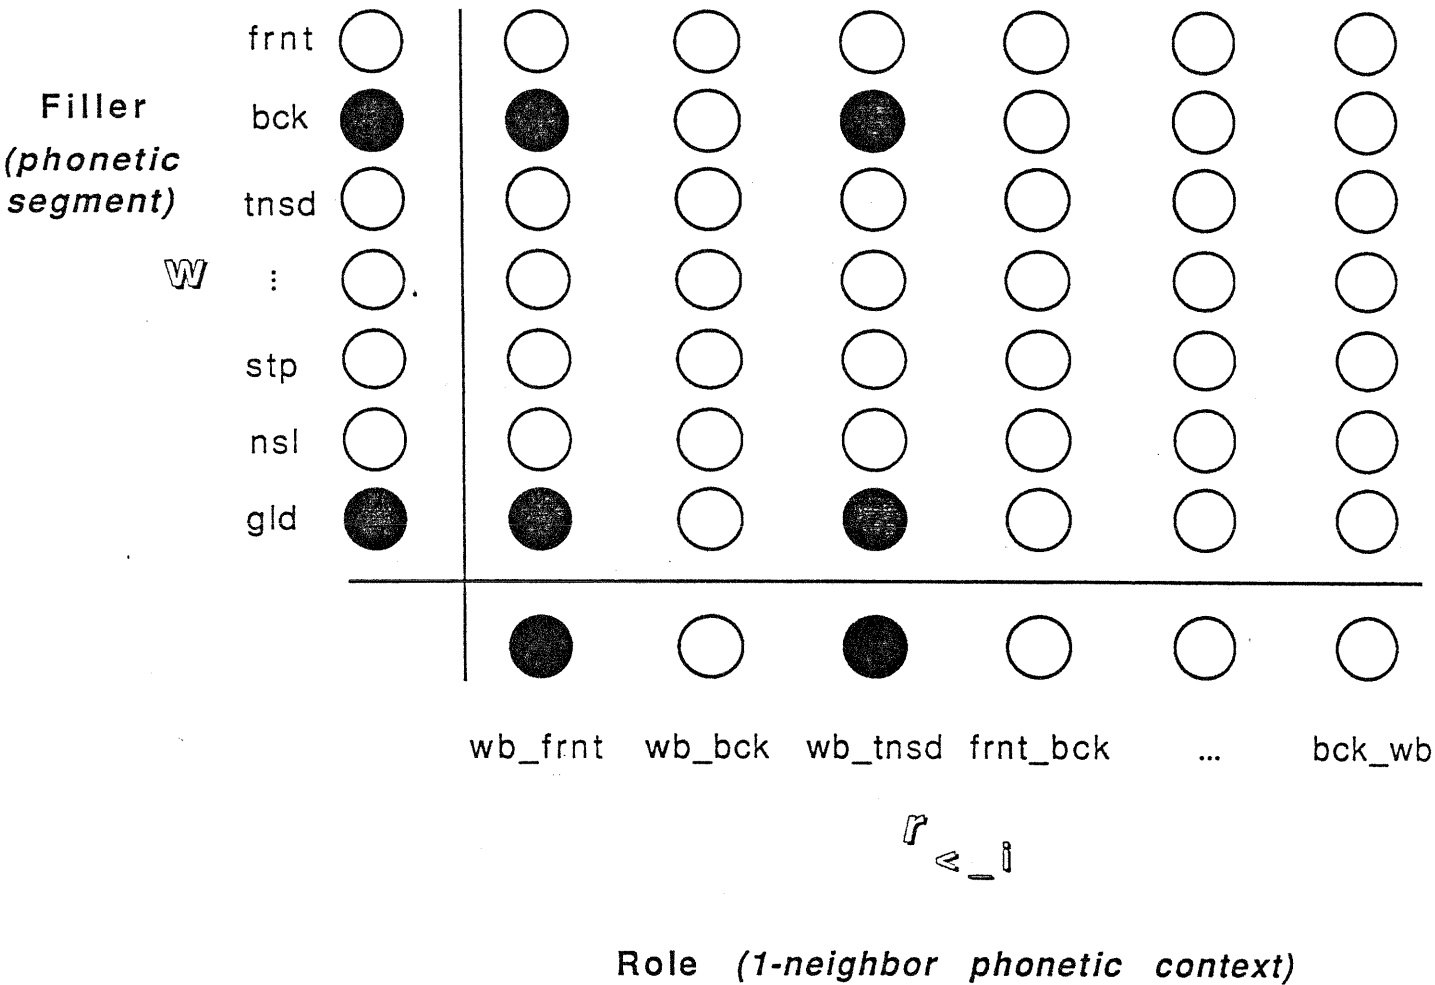 frnt
Filler
bck
(phonetic
segment)
tnsd
w ⋮
stp
nsl
gld
wb_frnt wb_bck wb_tnsd frnt_bck ... bck_wb
r
<_i
Role (1-neighbor phonetic context)